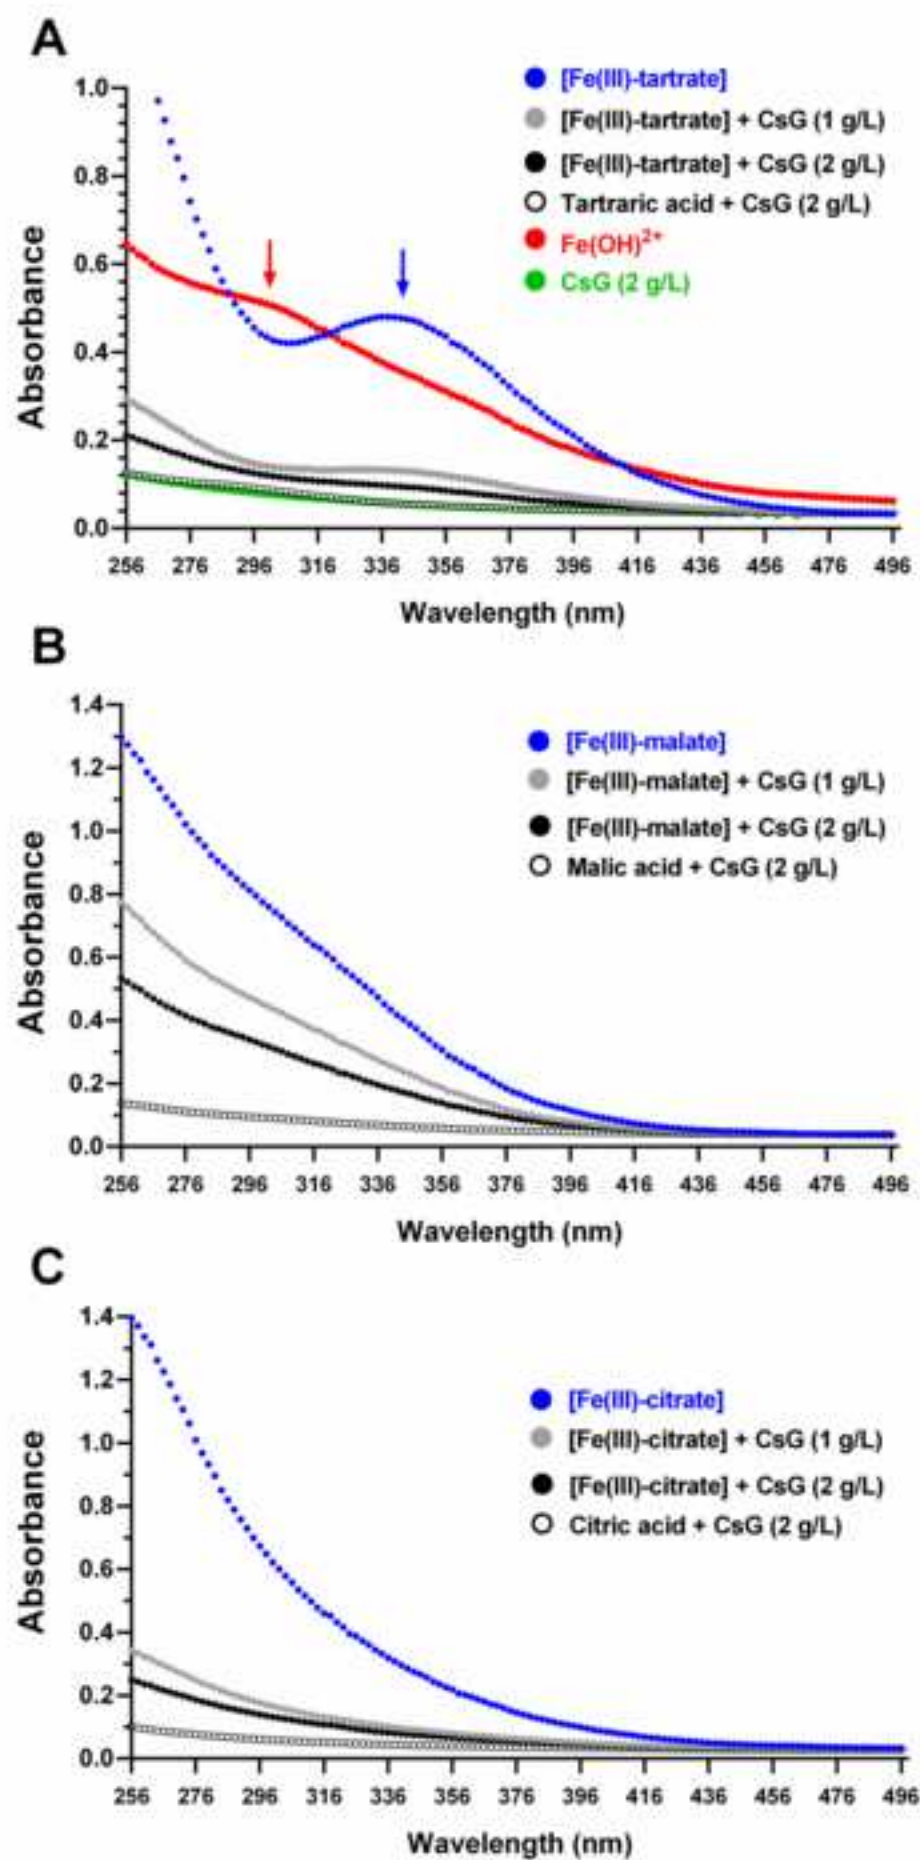 A
[Fe(III)-tartrate]
[Fe(III)-tartrate] + CsG (1 g/L)
[Fe(III)-tartrate] + CsG (2 g/L)
Tartraric acid + CsG (2 g/L)
Fe(OH)²⁺
CsG (2 g/L)
Absorbance
1.0
0.8
0.6
0.4
0.2
0.0
256 276 296 316 336 356 376 396 416 436 456 476 496
Wavelength (nm)
B
[Fe(III)-malate]
[Fe(III)-malate] + CsG (1 g/L)
[Fe(III)-malate] + CsG (2 g/L)
Malic acid + CsG (2 g/L)
Absorbance
1.4
1.2
1.0
0.8
0.6
0.4
0.2
0.0
256 276 296 316 336 356 376 396 416 436 456 476 496
Wavelength (nm)
C
[Fe(III)-citrate]
[Fe(III)-citrate] + CsG (1 g/L)
[Fe(III)-citrate] + CsG (2 g/L)
Citric acid + CsG (2 g/L)
Absorbance
1.4
1.2
1.0
0.8
0.6
0.4
0.2
0.0
256 276 296 316 336 356 376 396 416 436 456 476 496
Wavelength (nm)